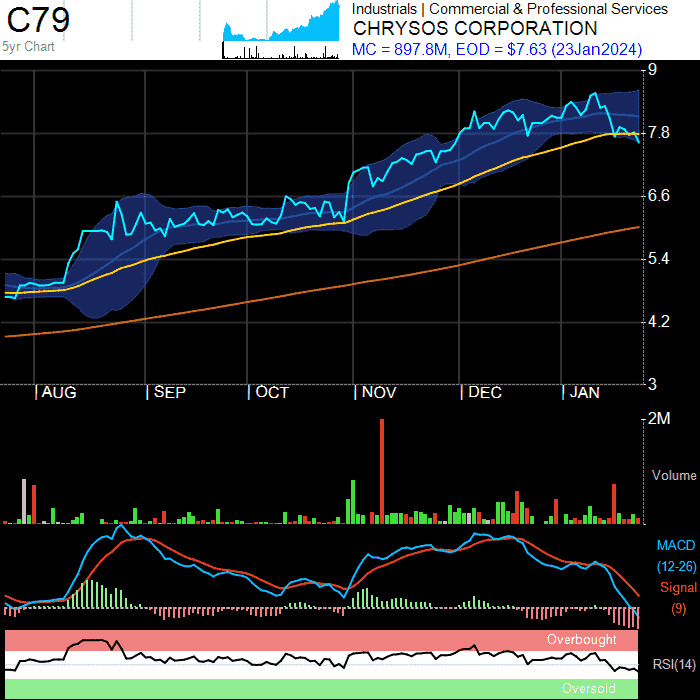 C79
5yr Chart
Industrials | Commercial & Professional Services
CHRYSOS CORPORATION
MC = 897.8M, EOD = $7.63 (23Jan2024)
9
7.8
6.6
5.4
4.2
3
AUG SEP OCT NOV DEC JAN
2M
Volume
MACD
(12-26)
Signal
(9)
Overbought
RSI(14)
Oversold